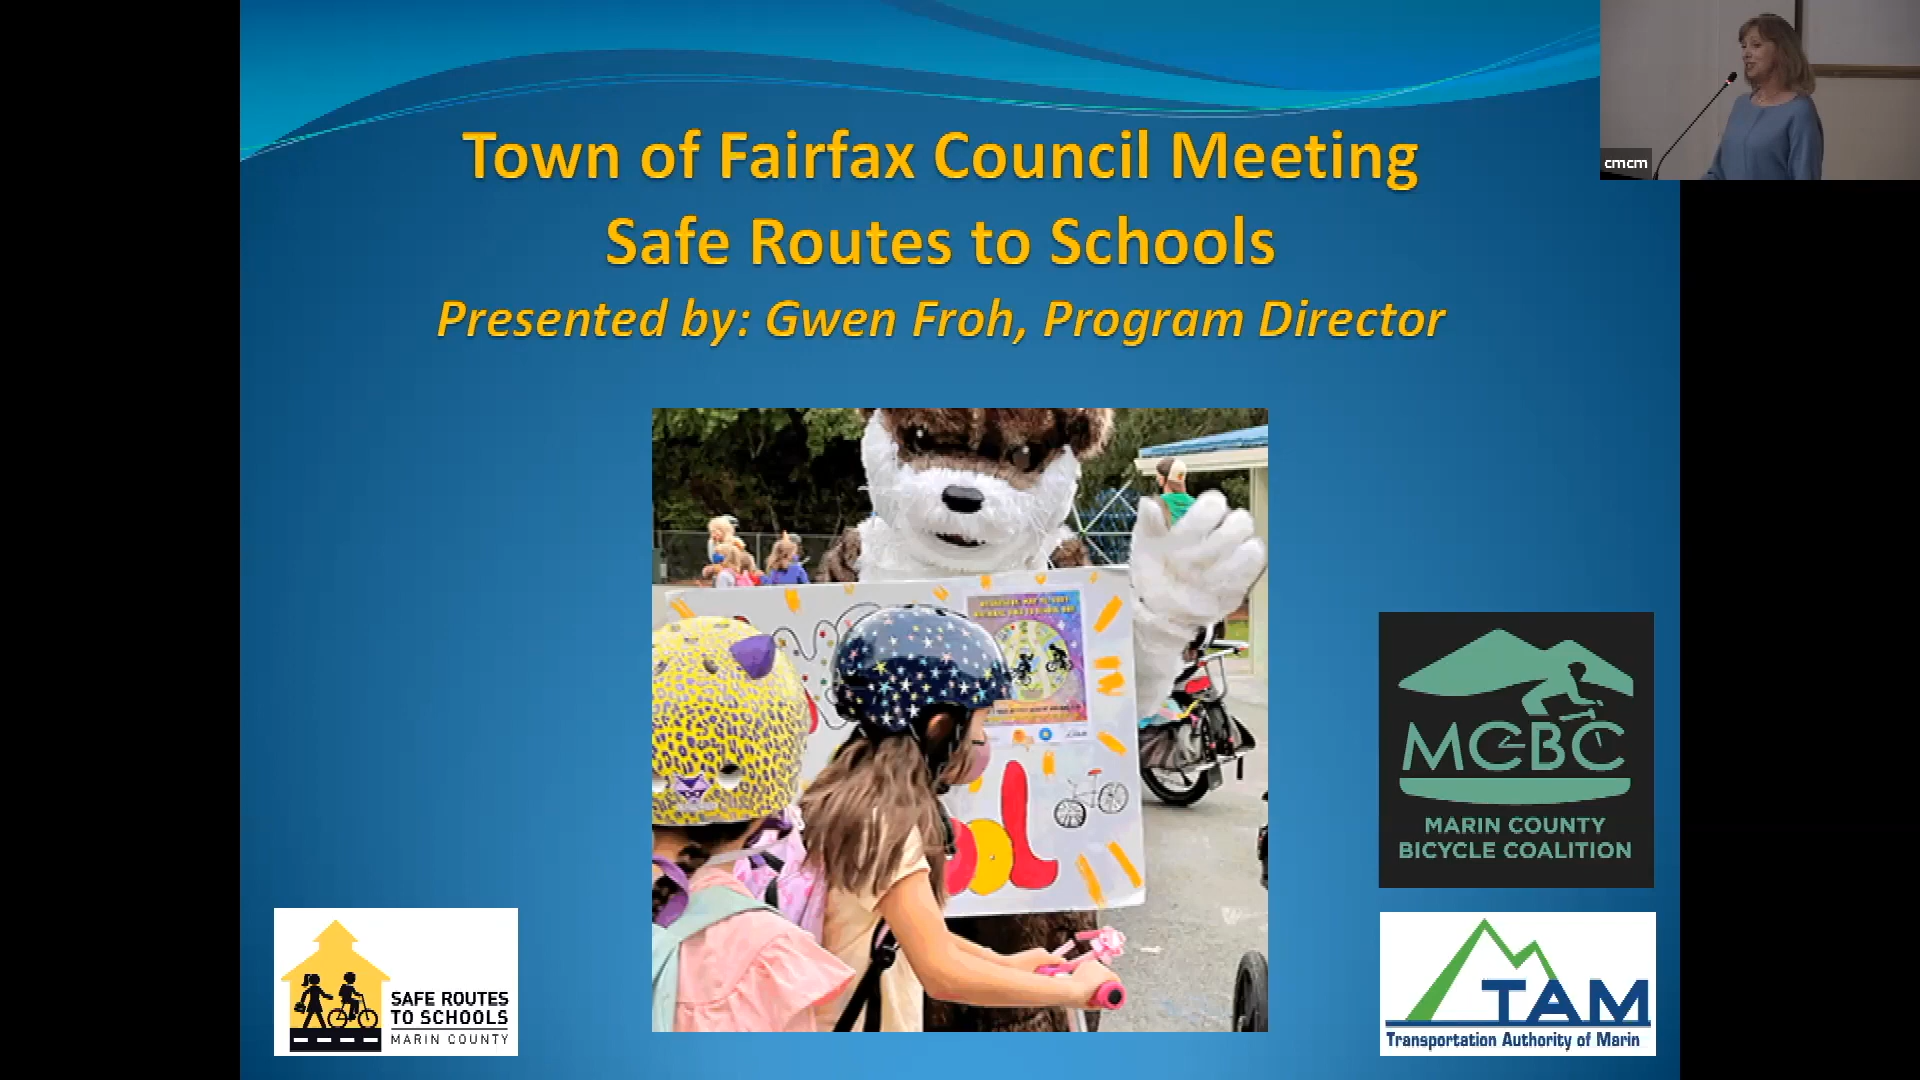 Town of Fairfax Council Meeting
Safe Routes to Schools
Presented by: Gwen Froh, Program Director
cmcm
ol
MCBC
MARIN COUNTY
BICYCLE COALITION
SAFE ROUTES
TO SCHOOLS
MARIN COUNTY
TAM
Transportation Authority of Marin